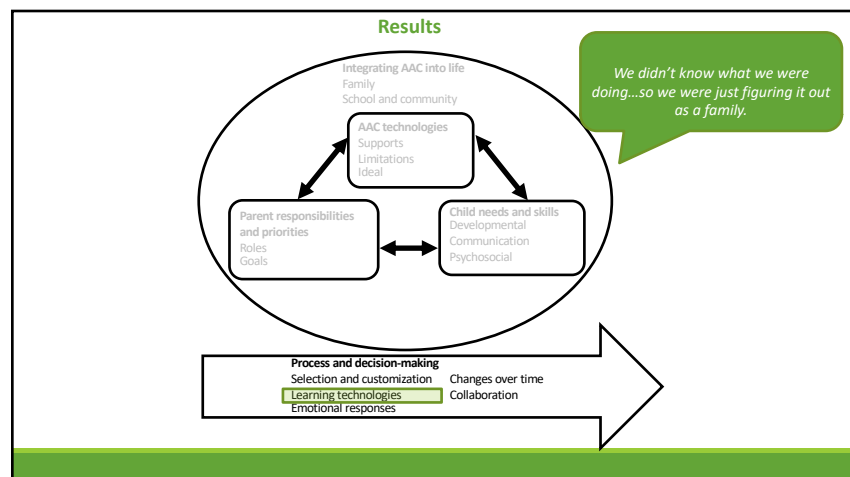 Results
We didn't know what we were
doing...so we were just figuring it out
as a family.
Integrating AAC into life
Family
School and community
AAC technologies
Supports
Limitations
Ideal
Parent responsibilities
and priorities
Roles
Goals
Child needs and skills
Developmental
Communication
Psychosocial
Process and decision-making
Selection and customization
Learning technologies
Emotional responses
Changes over time
Collaboration